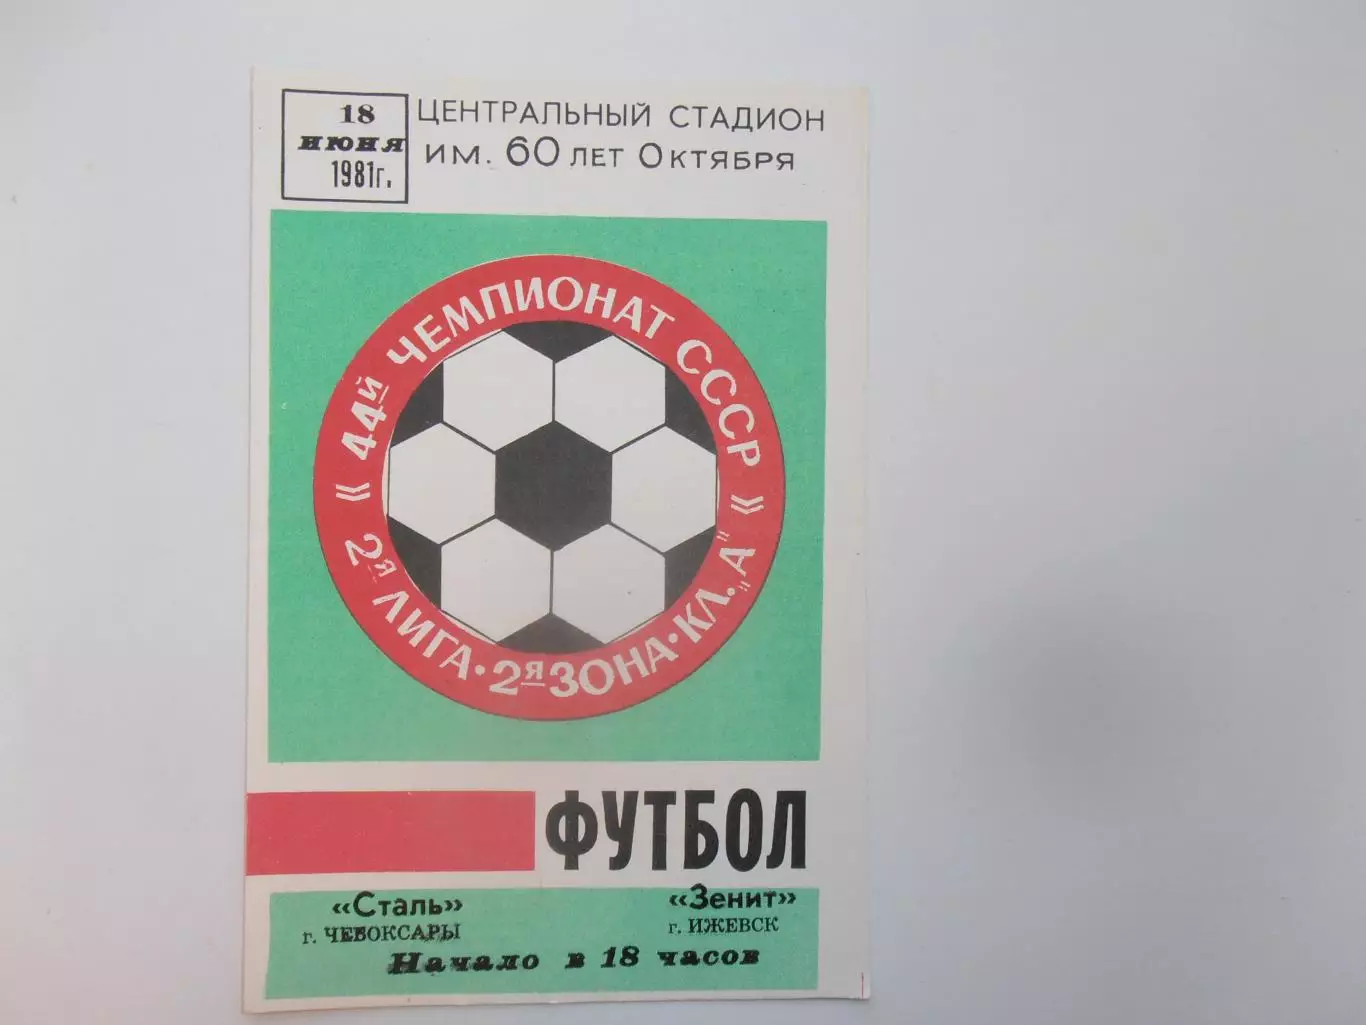 18
июня
1981г.
ЦЕНТРАЛЬНЫЙ СТАДИОН
ИМ. 60 ЛЕТ ОКТЯБРЯ
« 44й ЧЕМПИОНАТ СССР »
2я ЛИГА • 2я ЗОНА • КЛ. „А"
ФУТБОЛ
«Сталь»
г. ЧЕБОКСАРЫ
«Зенит»
г. ИЖЕВСК
Начало в 18 часов